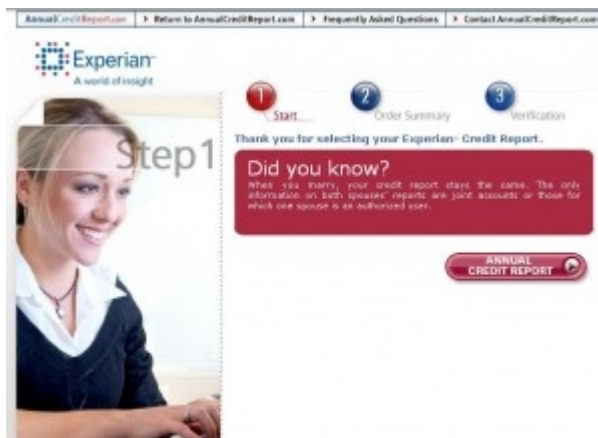 AnnualCreditReport.com Return to AnnualCreditReport.com Frequently Asked Questions Contact AnnualCreditReport.com
Experian
A world of insight
1 2 3
Start Order Summary Verification
Step1
Thank you for selecting your Experian Credit Report.
Did you know?
When you marry, your credit report stays the same. The only
information on both spouses' reports are joint accounts or those for
which one spouse is an authorized user.
ANNUAL
CREDIT REPORT